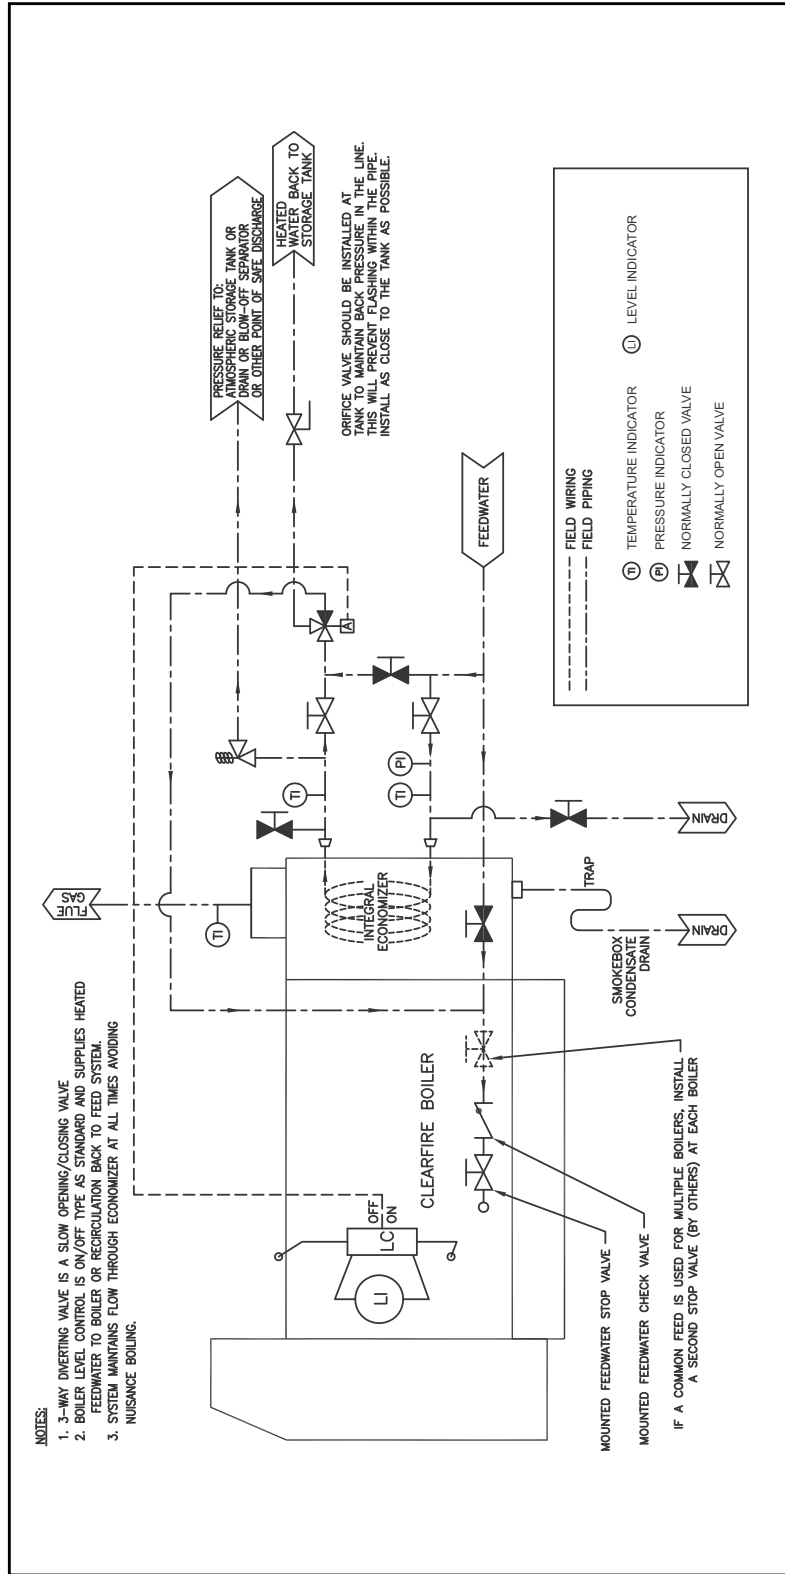 NOTES:
1. 3-WAY DIVERTING VALVE IS A SLOW OPENING/CLOSING VALVE
2. BOILER LEVEL CONTROL IS ON/OFF TYPE AS STANDARD AND SUPPLIES HEATED
FEEDWATER TO BOILER OR RECIRCULATION BACK TO FEED SYSTEM.
3. SYSTEM MAINTAINS FLOW THROUGH ECONOMIZER AT ALL TIMES AVOIDING
NUISANCE BOILING.
FLUE
GAS
TI
PRESSURE RELIEF TO:
ATMOSPHERIC STORAGE TANK OR
DRAIN OR BLOW-OFF SEPARATOR
OR OTHER POINT OF SAFE DISCHARGE
HEATED
WATER BACK TO
STORAGE TANK
ORIFICE VALVE SHOULD BE INSTALLED AT
TANK TO MAINTAIN BACK PRESSURE IN THE LINE.
THIS WILL PREVENT FLASHING WITHIN THE PIPE.
INSTALL AS CLOSE TO THE TANK AS POSSIBLE.
TI
A
INTEGRAL
ECONOMIZER
TI
PI
FEEDWATER
LI
LC
OFF
ON
CLEARFIRE BOILER
TRAP
SMOKEBOX
CONDENSATE
DRAIN
DRAIN
DRAIN
MOUNTED FEEDWATER STOP VALVE
MOUNTED FEEDWATER CHECK VALVE
IF A COMMON FEED IS USED FOR MULTIPLE BOILERS, INSTALL
A SECOND STOP VALVE (BY OTHERS) AT EACH BOILER
FIELD WIRING
FIELD PIPING
TI TEMPERATURE INDICATOR
LI LEVEL INDICATOR
PI PRESSURE INDICATOR
NORMALLY CLOSED VALVE
NORMALLY OPEN VALVE